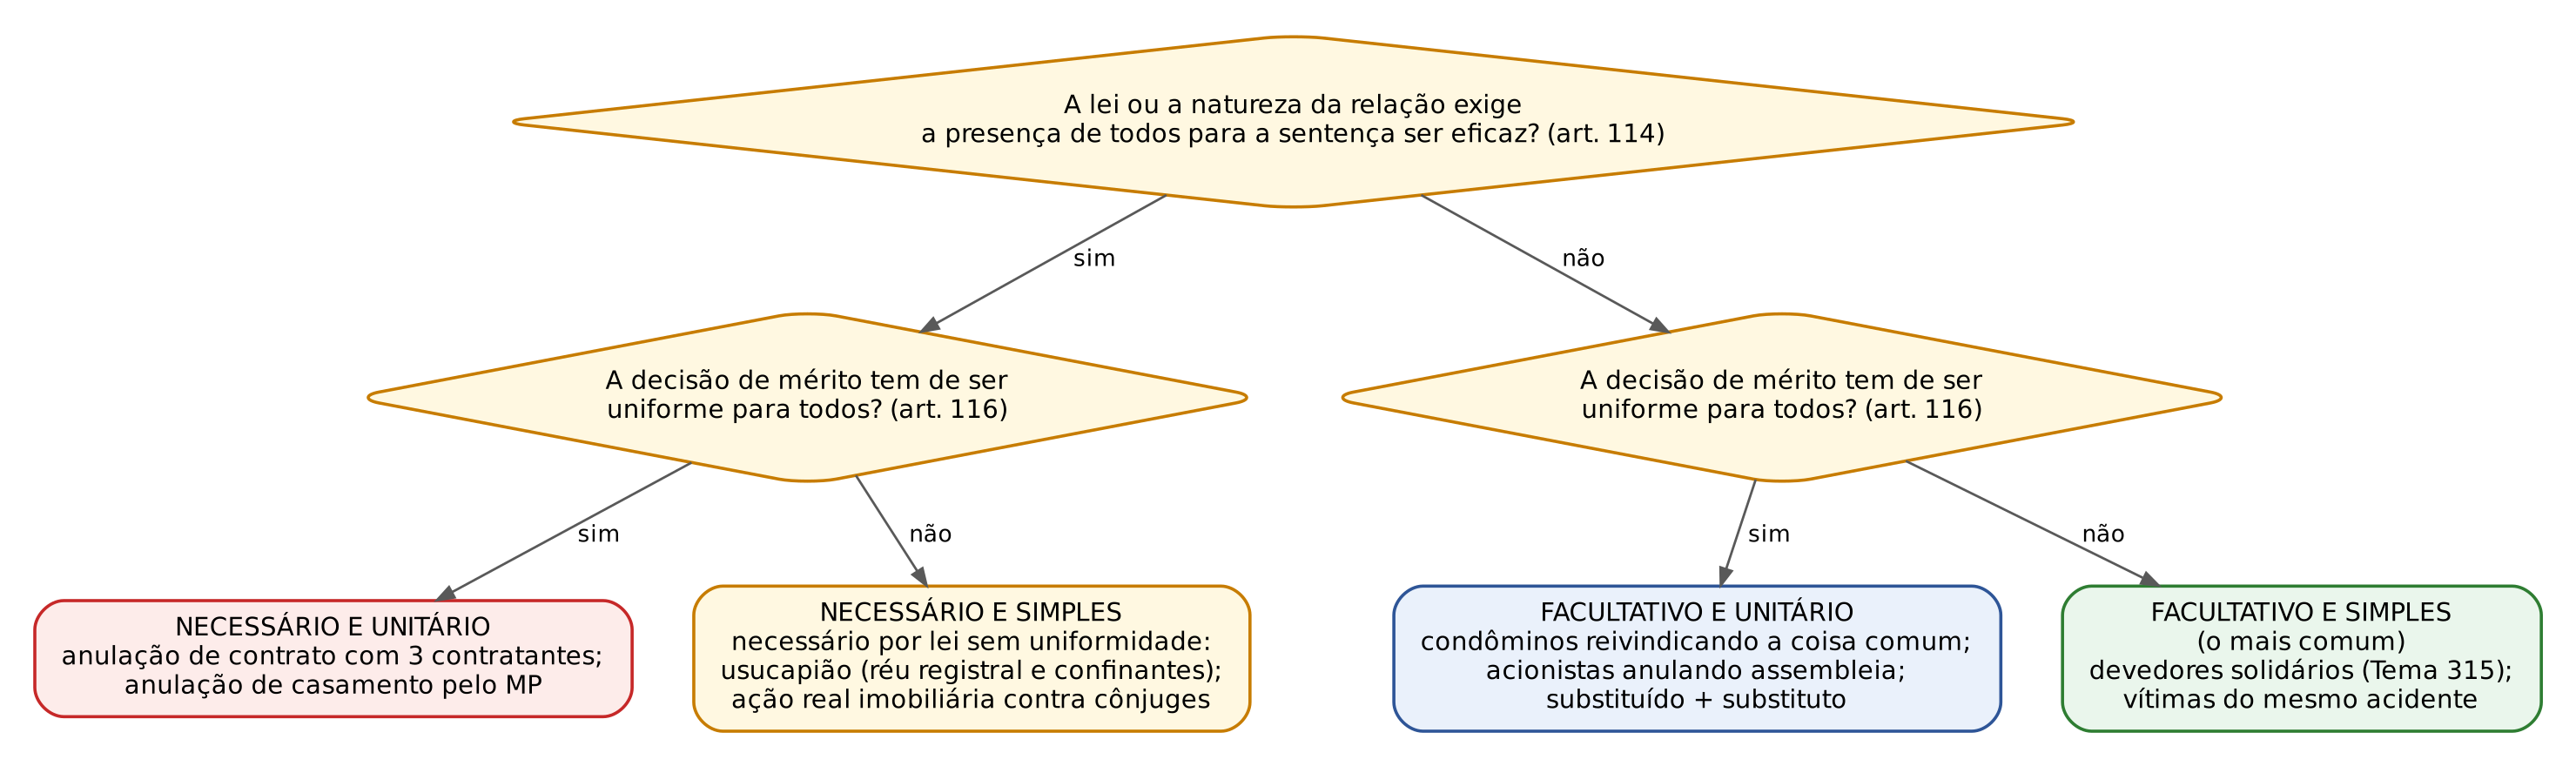 A lei ou a natureza da relação exige
a presença de todos para a sentença ser eficaz? (art. 114)
sim
não
A decisão de mérito tem de ser
uniforme para todos? (art. 116)
A decisão de mérito tem de ser
uniforme para todos? (art. 116)
sim
não
sim
não
NECESSÁRIO E UNITÁRIO
anulação de contrato com 3 contratantes;
anulação de casamento pelo MP
NECESSÁRIO E SIMPLES
necessário por lei sem uniformidade:
usucapião (réu registral e confinantes);
ação real imobiliária contra cônjuges
FACULTATIVO E UNITÁRIO
condôminos reivindicando a coisa comum;
acionistas anulando assembleia;
substituído + substituto
FACULTATIVO E SIMPLES
(o mais comum)
devedores solidários (Tema 315);
vítimas do mesmo acidente